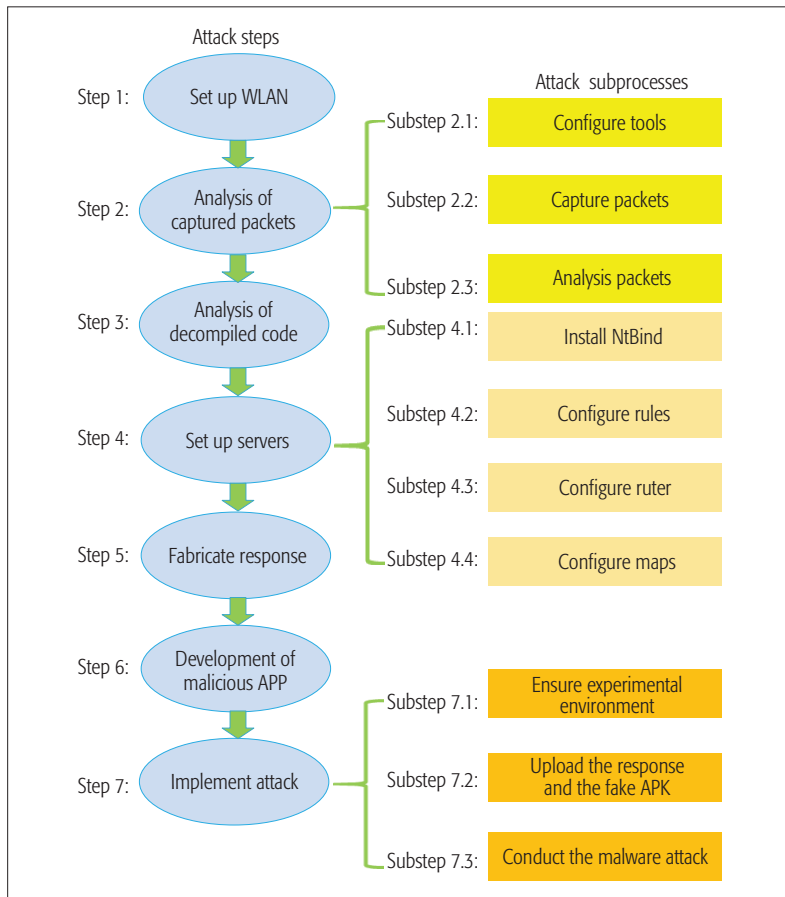 Attack steps
Step 1:
Set up WLAN
Step 2:
Analysis of
captured packets
Step 3:
Analysis of
decompiled code
Step 4:
Set up servers
Step 5:
Fabricate response
Step 6:
Development of
malicious APP
Step 7:
Implement attack
Attack subprocesses
Substep 2.1:
Configure tools
Substep 2.2:
Capture packets
Substep 2.3:
Analysis packets
Substep 4.1:
Install NtBind
Substep 4.2:
Configure rules
Substep 4.3:
Configure ruter
Substep 4.4:
Configure maps
Substep 7.1:
Ensure experimental
environment
Substep 7.2:
Upload the response
and the fake APK
Substep 7.3:
Conduct the malware attack